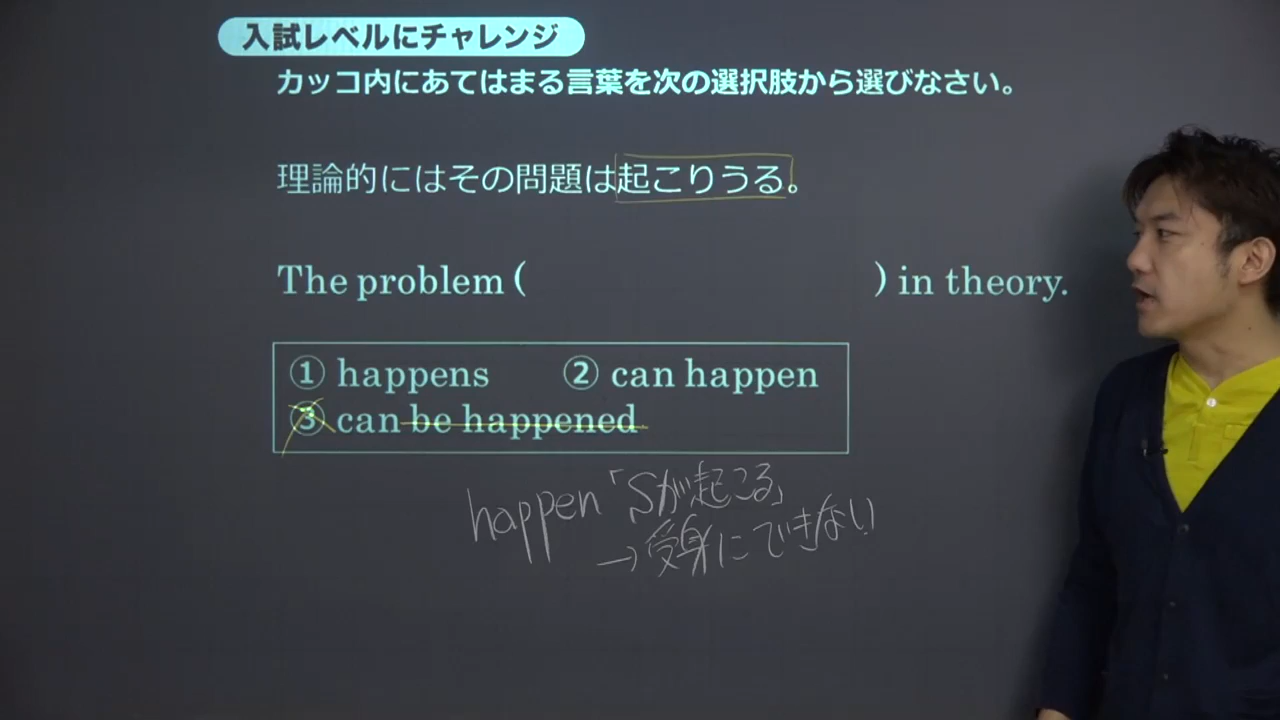 入試レベルにチャレンジ
カッコ内にあてはまる言葉を次の選択肢から選びなさい。
理論的にはその問題は起こりうる。
The problem ( ) in theory.
① happens ② can happen
③ can be happened
happen「Sが起こる」
→受身にできない